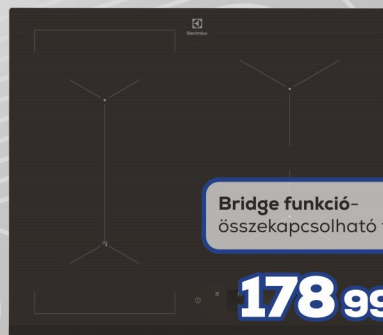 Electrolux
Bridge funkció-
összekapcsolható
178 99